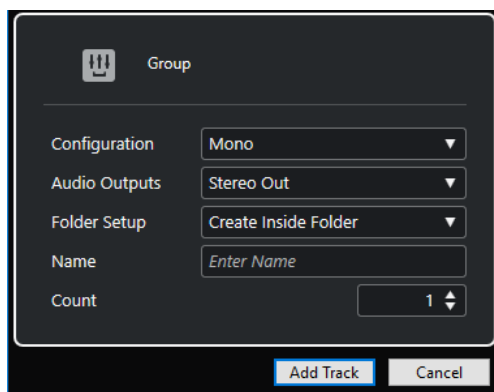 Group
Configuration Mono
Audio Outputs Stereo Out
Folder Setup Create Inside Folder
Name Enter Name
Count 1
Add Track Cancel